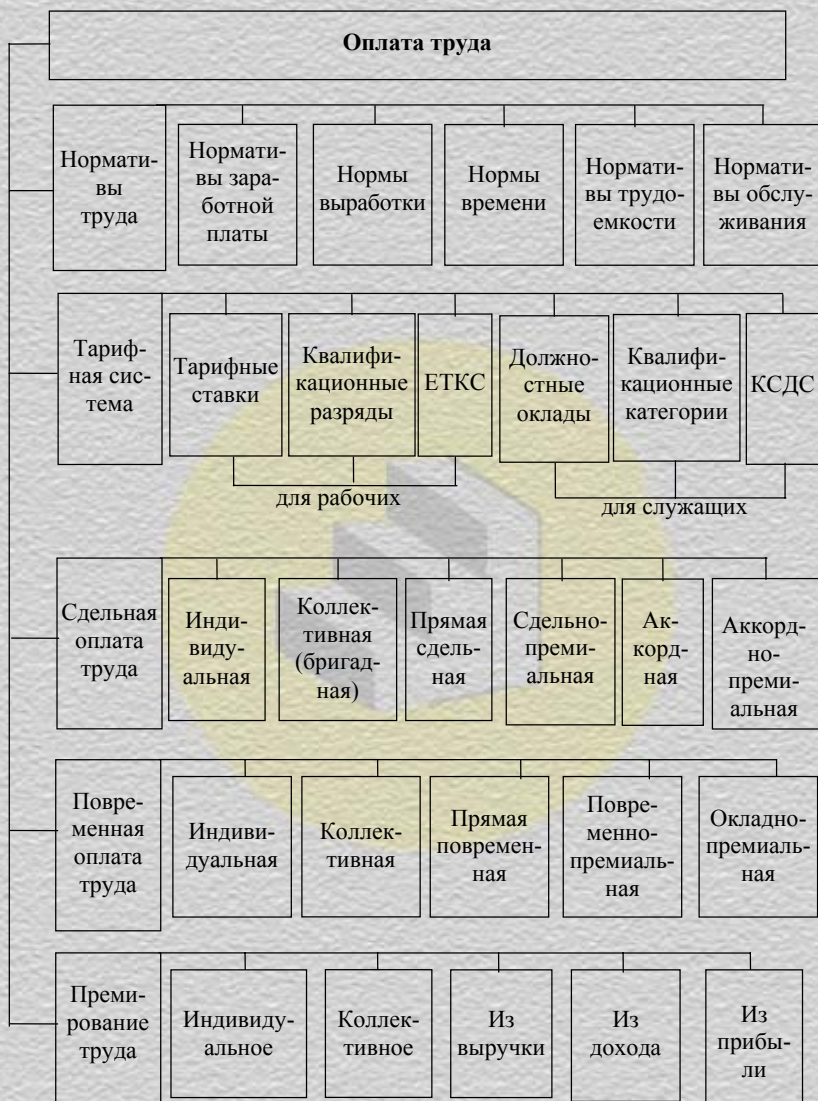 Оплата труда
Нормати-
вы
труда
Нормати-
вы зара-
ботной
платы
Нормы
выработки
Нормы
времени
Нормати-
вы трудо-
емкости
Нормати-
вы обслу-
живания
Тариф-
ная сис-
тема
Тарифные
ставки
Квалифи-
кационные
разряды
ЕТКС
Должно-
стные
оклады
Квалифи-
кационные
категории
КСДС
для рабочих
для служащих
Сдельная
оплата
труда
Инди-
виду-
альная
Коллек-
тивная
(бригад-
ная)
Прямая
сдель-
ная
Сдельно-
преми-
альная
Ак-
корд-
ная
Аккорд-
но-
преми-
альная
Повре-
менная
оплата
труда
Индиви-
дуальная
Коллек-
тивная
Прямая
повремен-
ная
Повре-
менно-
премиаль-
ная
Окладно-
премиаль-
ная
Преми-
рование
труда
Индивиду-
альное
Коллек-
тивное
Из
выручки
Из
дохода
Из
прибы-
ли